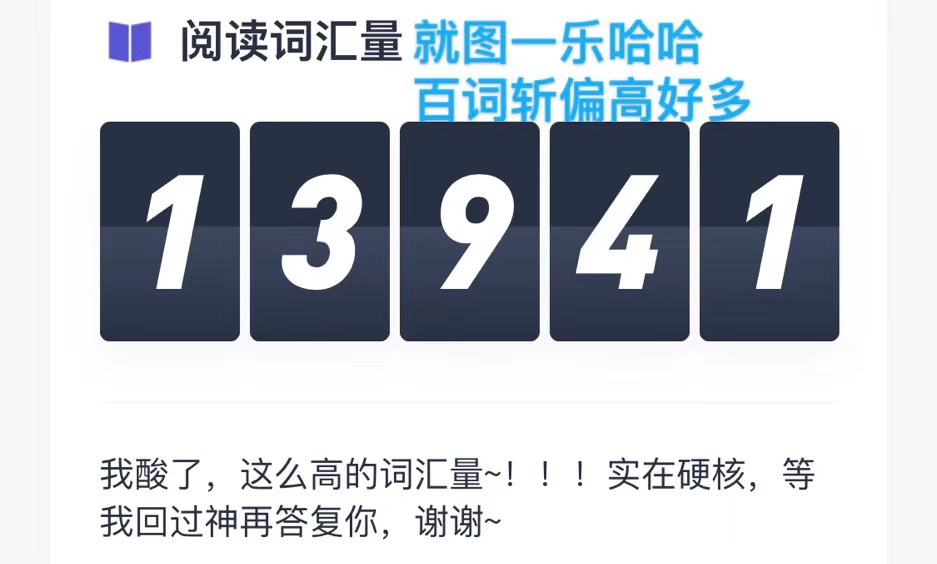 阅读词汇量 就图一乐哈哈
百词斩偏高好多
13941
我酸了，这么高的词汇量~！！！实在硬核，等
我回过神再答复你，谢谢~